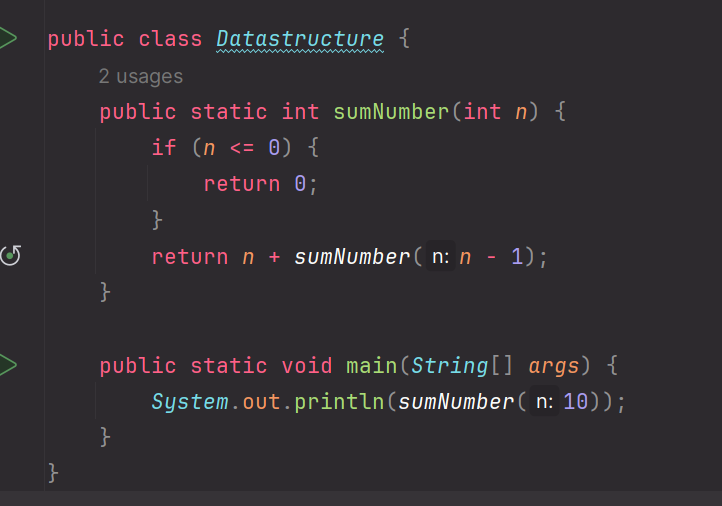 public class Datastructure {
2 usages
public static int sumNumber(int n) {
if (n <= 0) {
return 0;
}
return n + sumNumber( n: n - 1);
}
public static void main(String[] args) {
System.out.println(sumNumber( n: 10));
}
}